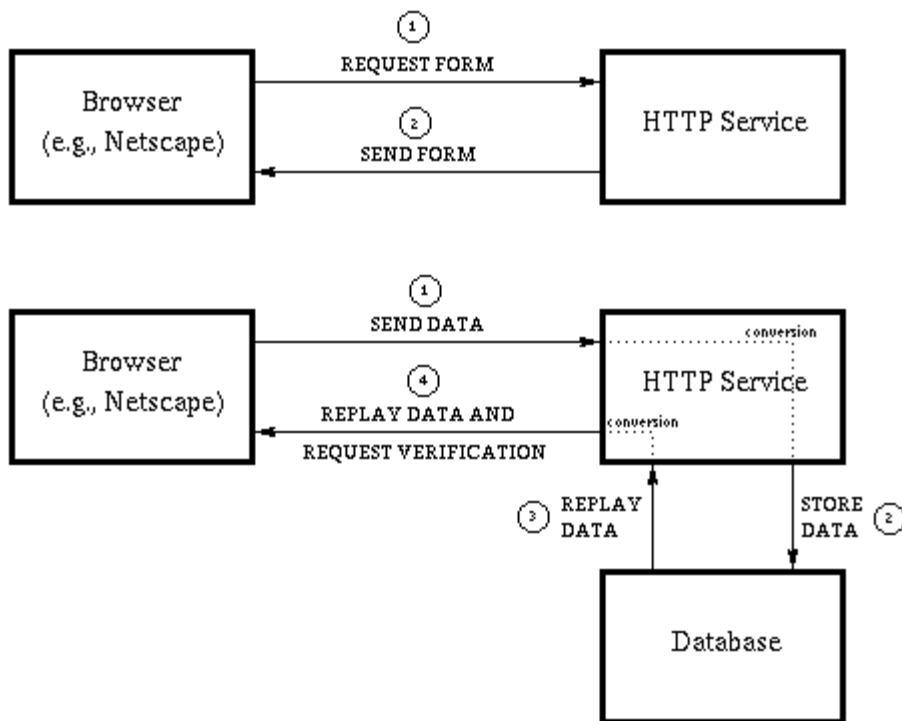 1
REQUEST FORM
Browser
(e.g., Netscape)
HTTP Service
2
SEND FORM
1
SEND DATA
conversion
Browser
(e.g., Netscape)
HTTP Service
4
REPLAY DATA AND
conversion
REQUEST VERIFICATION
3
REPLAY
DATA
STORE
DATA
2
Database